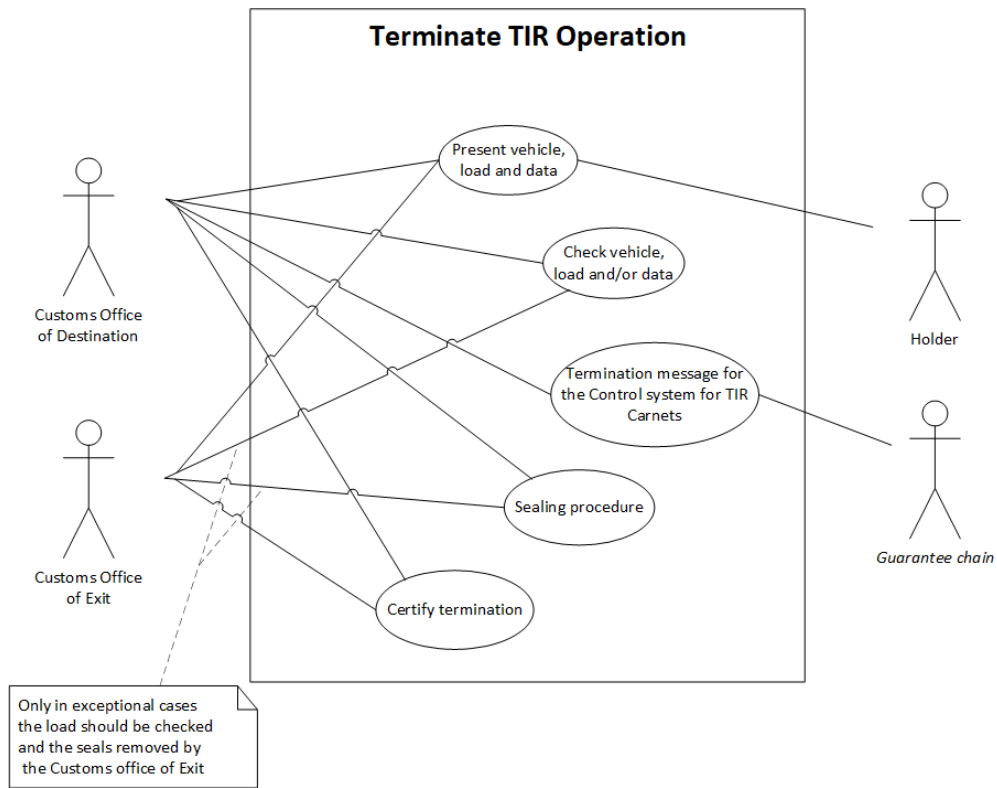 Terminate TIR Operation
Present vehicle,
load and data
Check vehicle,
load and/or data
Customs Office
of Destination
Holder
Termination message for
the Control system for TIR
Carnets
Sealing procedure
Guarantee chain
Customs Office
of Exit
Certify termination
Only in exceptional cases
the load should be checked
and the seals removed by
the Customs office of Exit